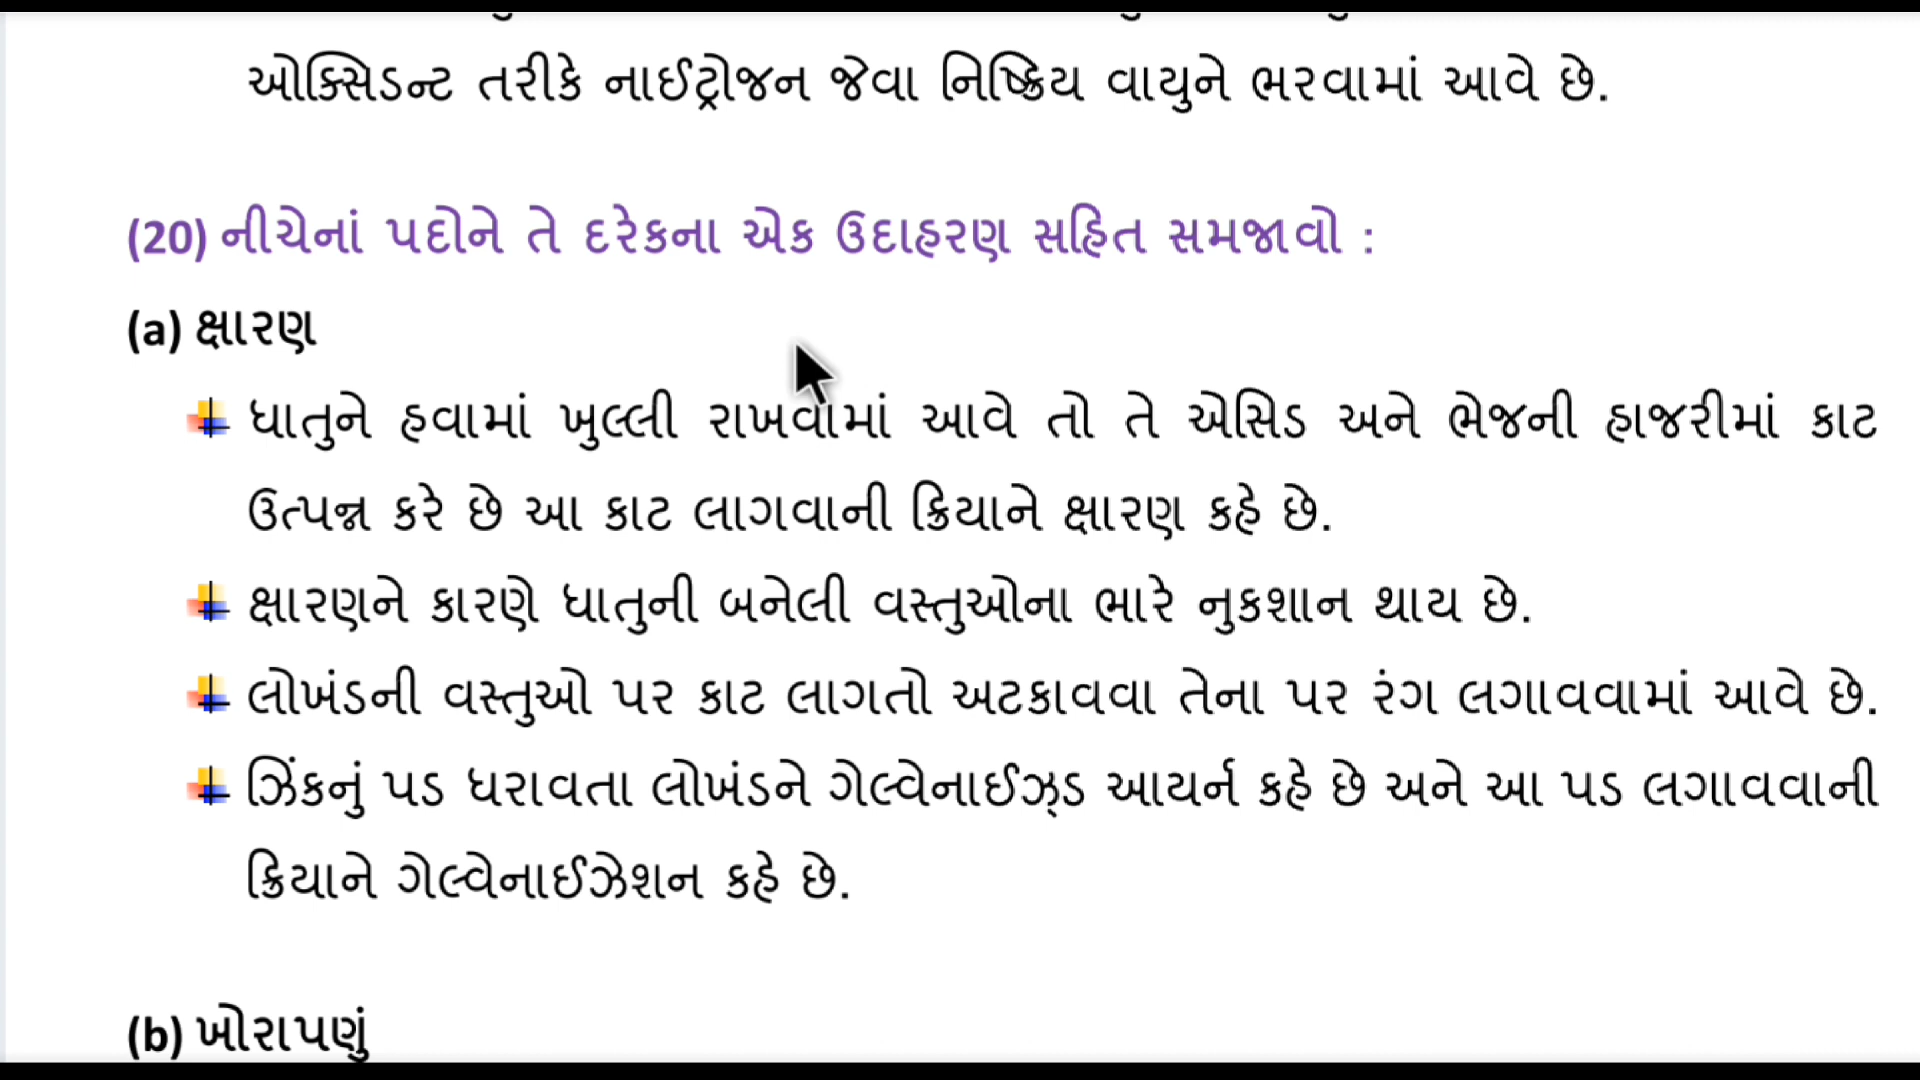 ઓક્સિડન્ટ તરીકે નાઈટ્રોજન જેવા નિષ્ક્રિય વાયુને ભરવામાં આવે છે.
(20) નીચેનાં પદોને તે દરેકના એક ઉદાહરણ સહિત સમજાવો :
(a) ક્ષારણ
ધાતુને હવામાં ખુલ્લી રાખવામાં આવે તો તે એસિડ અને ભેજની હાજરીમાં કાટ
ઉત્પન્ન કરે છે આ કાટ લાગવાની ક્રિયાને ક્ષારણ કહે છે.
ક્ષારણને કારણે ધાતુની બનેલી વસ્તુઓના ભારે નુકશાન થાય છે.
લોખંડની વસ્તુઓ પર કાટ લાગતો અટકાવવા તેના પર રંગ લગાવવામાં આવે છે.
ઝિંકનું પડ ધરાવતા લોખંડને ગેલ્વેનાઈઝ્ડ આયર્ન કહે છે અને આ પડ લગાવવાની
ક્રિયાને ગેલ્વેનાઈઝેશન કહે છે.
(b) ખોરાપણું